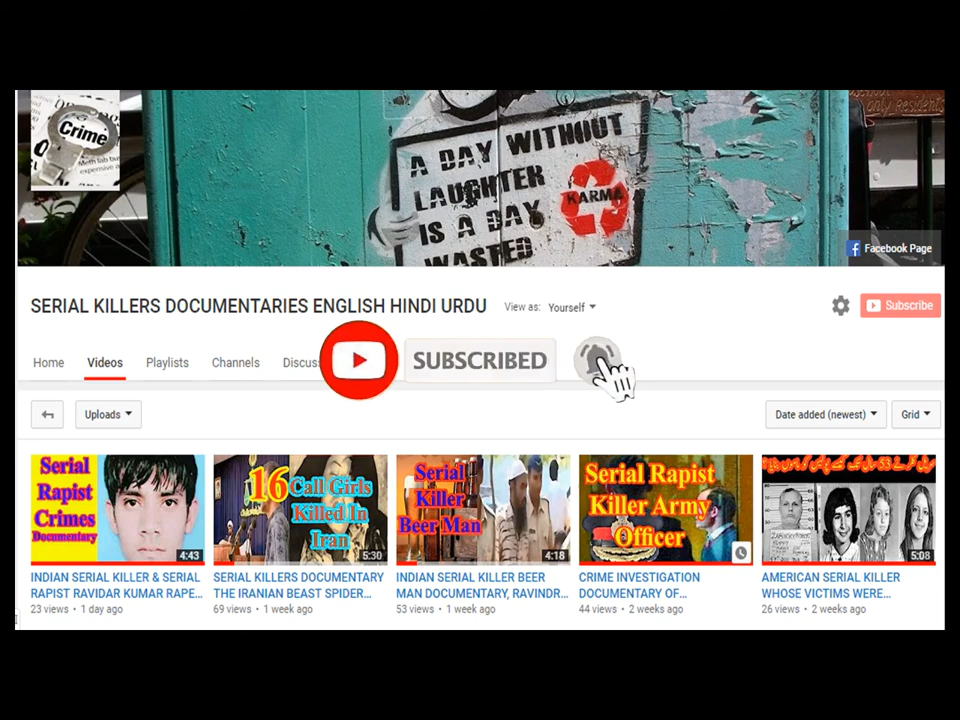 Crime
Meth lab
A DAY WITHOUT
LAUGHTER
IS A DAY
WASTED
KARMA
only Residents
Facebook Page
SERIAL KILLERS DOCUMENTARIES ENGLISH HINDI URDU
View as: Yourself
Subscribe
Home Videos Playlists Channels Discuss
SUBSCRIBED
Uploads
Date added (newest)
Grid
Serial
Rapist
Crimes
Documentary
4:43
16 Call Girls
Killed In
Iran
5:30
Serial
Killer
Beer Man
4:18
Serial Rapist
Killer Army
Officer
5:08
INDIAN SERIAL KILLER & SERIAL
RAPIST RAVIDAR KUMAR RAPE...
23 views • 1 day ago
SERIAL KILLERS DOCUMENTARY
THE IRANIAN BEAST SPIDER...
69 views • 1 week ago
INDIAN SERIAL KILLER BEER
MAN DOCUMENTARY, RAVINDR...
53 views • 1 week ago
CRIME INVESTIGATION
DOCUMENTARY OF...
44 views • 2 weeks ago
AMERICAN SERIAL KILLER
WHOSE VICTIMS WERE...
26 views • 2 weeks ago